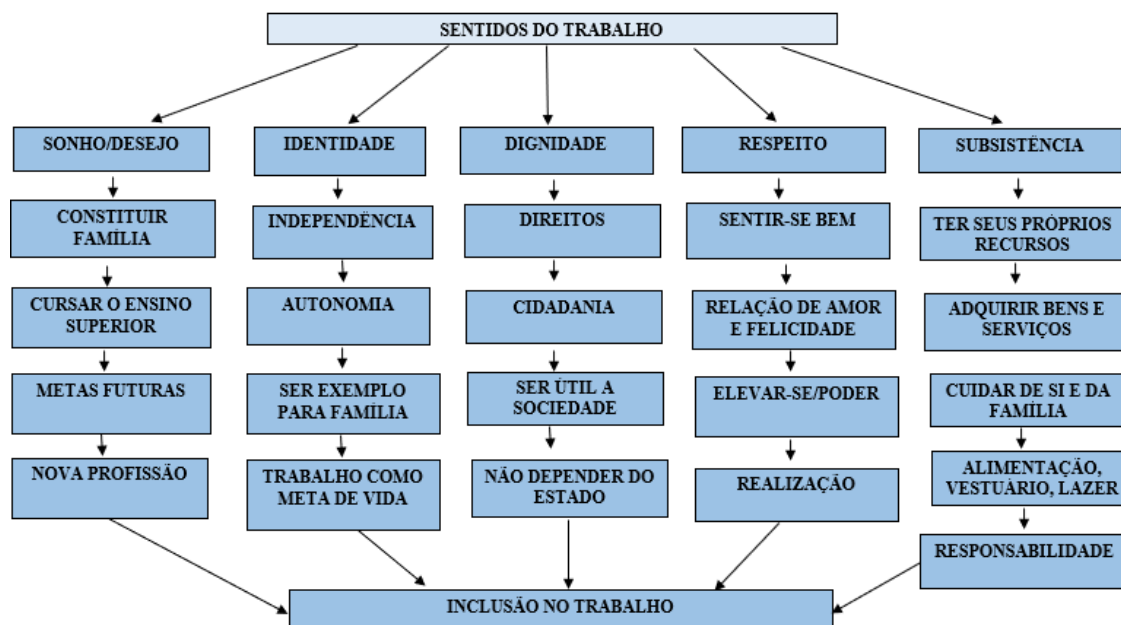 SENTIDOS DO TRABALHO
SONHO/DESEJO
IDENTIDADE
DIGNIDADE
RESPEITO
SUBSISTÊNCIA
CONSTITUIR
FAMÍLIA
INDEPENDÊNCIA
DIREITOS
SENTIR-SE BEM
TER SEUS PRÓPRIOS
RECURSOS
CURSAR O ENSINO
SUPERIOR
AUTONOMIA
CIDADANIA
RELAÇÃO DE AMOR
E FELICIDADE
ADQUIRIR BENS E
SERVIÇOS
METAS FUTURAS
SER EXEMPLO
PARA FAMÍLIA
SER ÚTIL A
SOCIEDADE
ELEVAR-SE/PODER
CUIDAR DE SI E DA
FAMÍLIA
NOVA PROFISSÃO
TRABALHO COMO
META DE VIDA
NÃO DEPENDER DO
ESTADO
REALIZAÇÃO
ALIMENTAÇÃO,
VESTUÁRIO, LAZER
RESPONSABILIDADE
INCLUSÃO NO TRABALHO